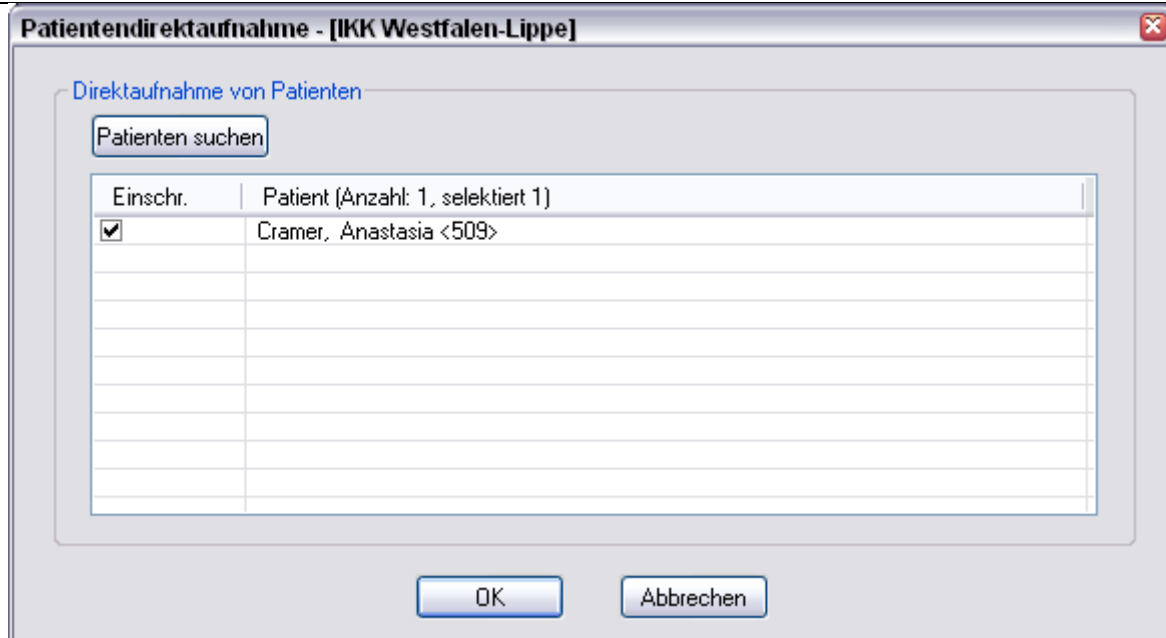 Patientendirektaufnahme - [IKK Westfalen-Lippe]
Direktaufnahme von Patienten
Patienten suchen
Einschr. Patient (Anzahl: 1, selektiert 1)
Cramer, Anastasia <509>
OK Abbrechen